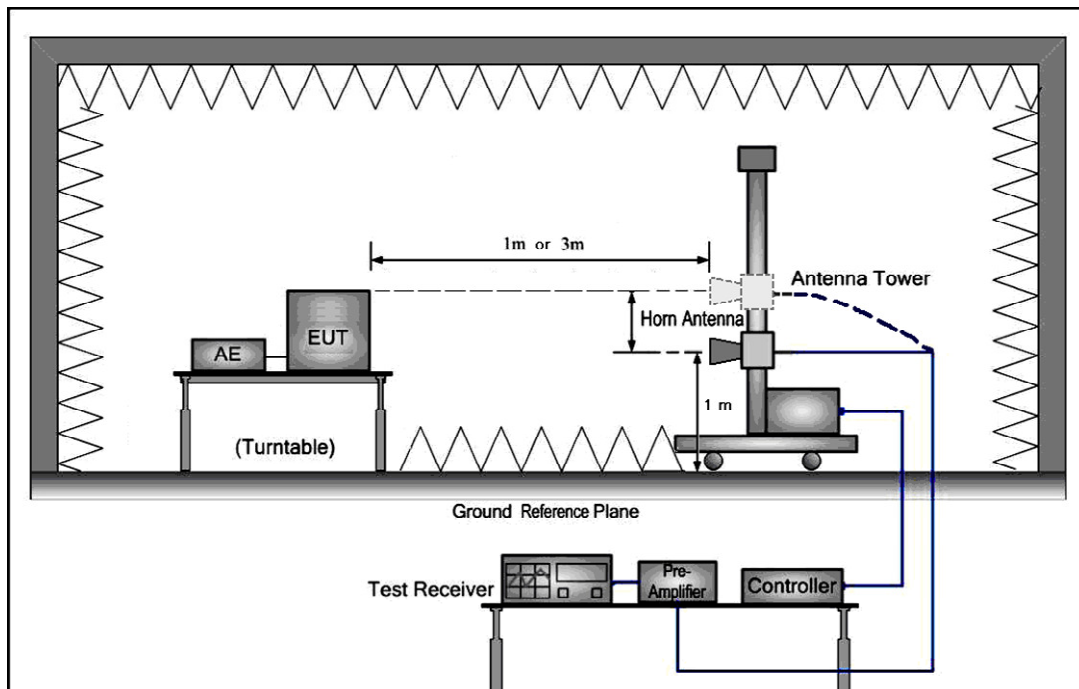 1m or 3m
Antenna Tower
Horn Antenna
EUT
AE
1 m
(Turntable)
Ground Reference Plane
Test Receiver
Pre-
Amplifier
Controller